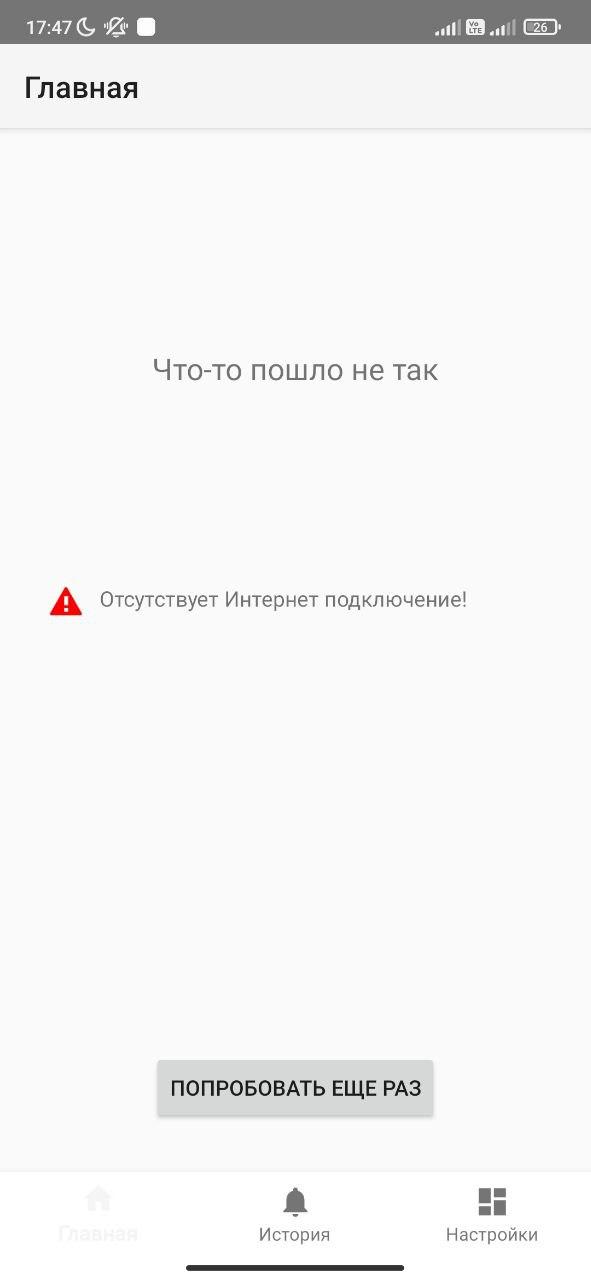 17:47
Vo
LTE
26
Главная
Что-то пошло не так
Отсутствует Интернет подключение!
ПОПРОБОВАТЬ ЕЩЕ РАЗ
Главная
История
Настройки